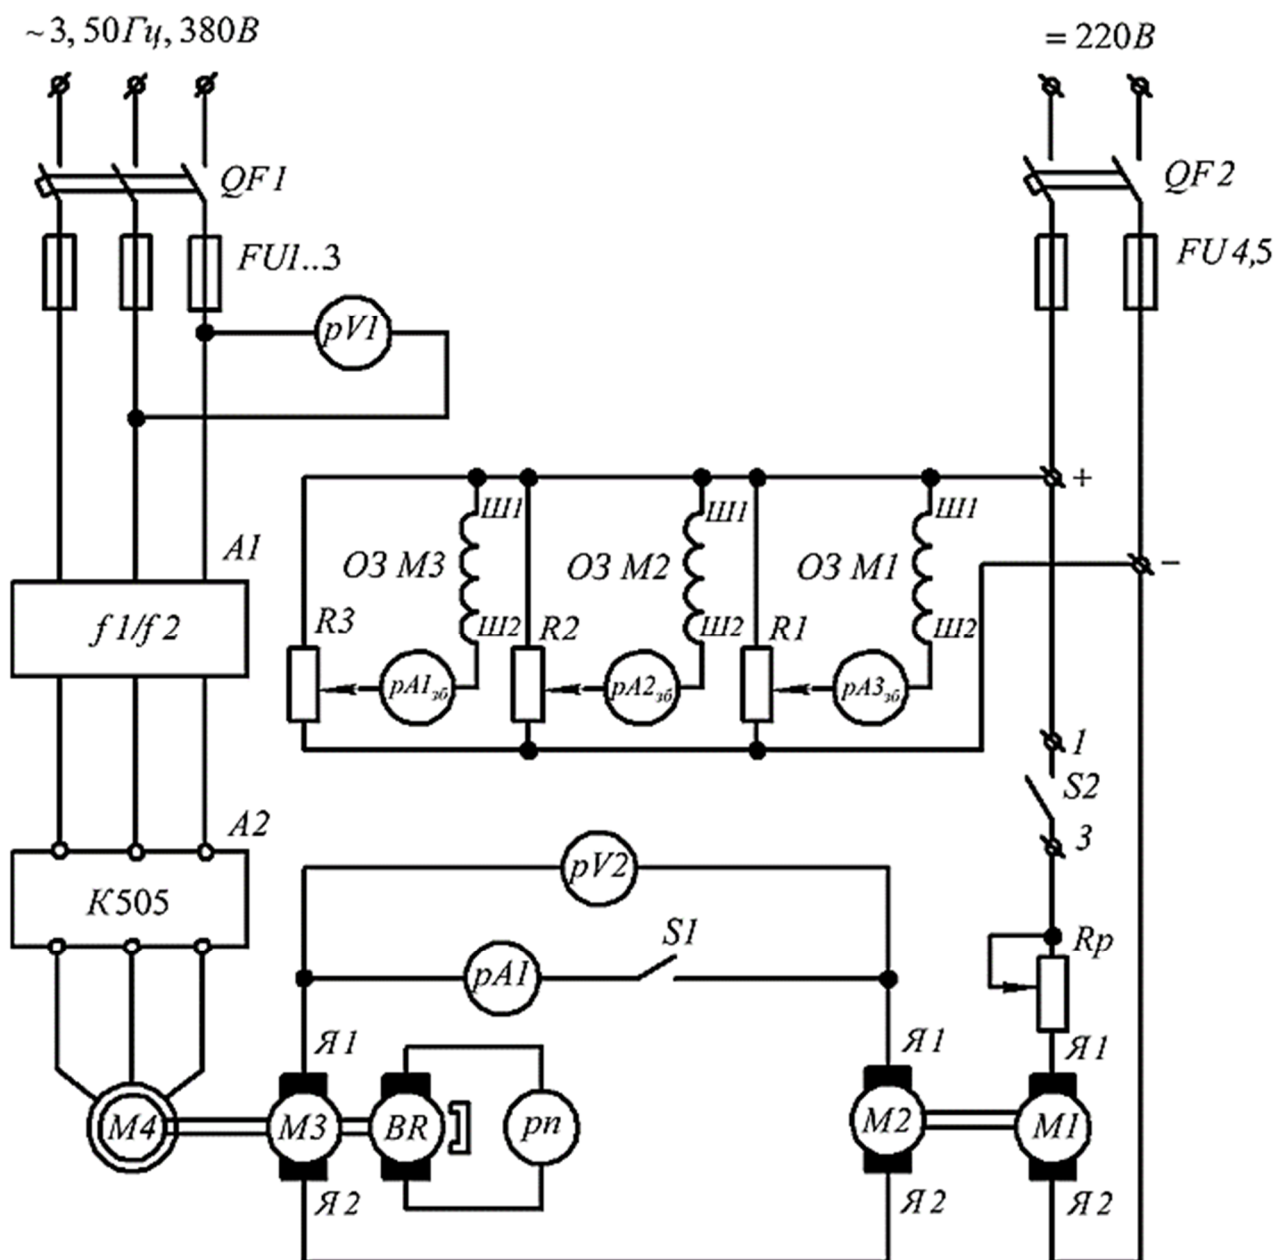 ~3, 50Гц, 380В
= 220В
QF1
QF2
FU1..3
FU4,5
pV1
+
Ш1
Ш1
Ш1
A1
ОЗ М3
ОЗ М2
ОЗ М1
–
f1/f2
R3
Ш2
R2
Ш2
R1
Ш2
pA1зб
pA2зб
pA3зб
1
S2
A2
3
pV2
K505
S1
Rp
pA1
Я1
Я1
Я1
M4
M3
BR
pn
M2
M1
Я2
Я2
Я2